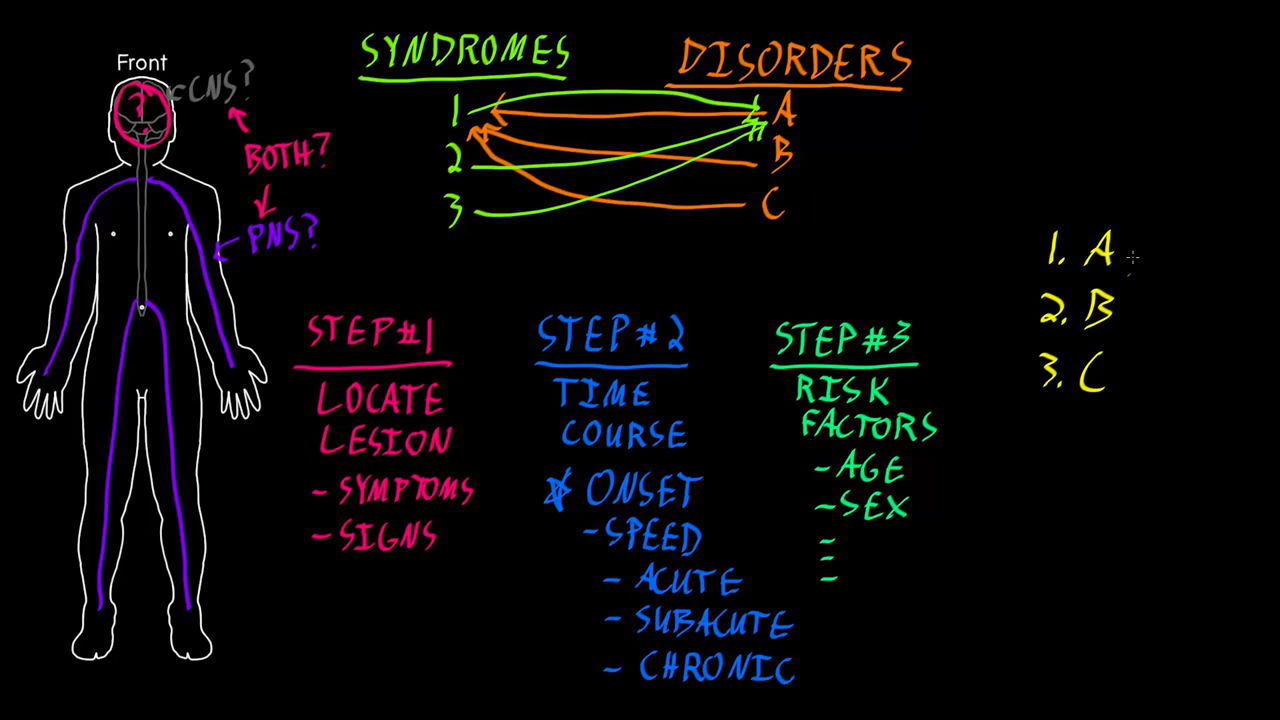 Front
?
CNS?
BOTH?
PNS?
SYNDROMES
1
2
3
DISORDERS
A
B
C
STEP #1
LOCATE
LESION
- SYMPTOMS
- SIGNS
STEP #2
TIME
COURSE
ONSET
- SPEED
- ACUTE
- SUBACUTE
- CHRONIC
STEP #3
RISK
FACTORS
- AGE
- SEX
-
-
-
1. A
2. B
3. C